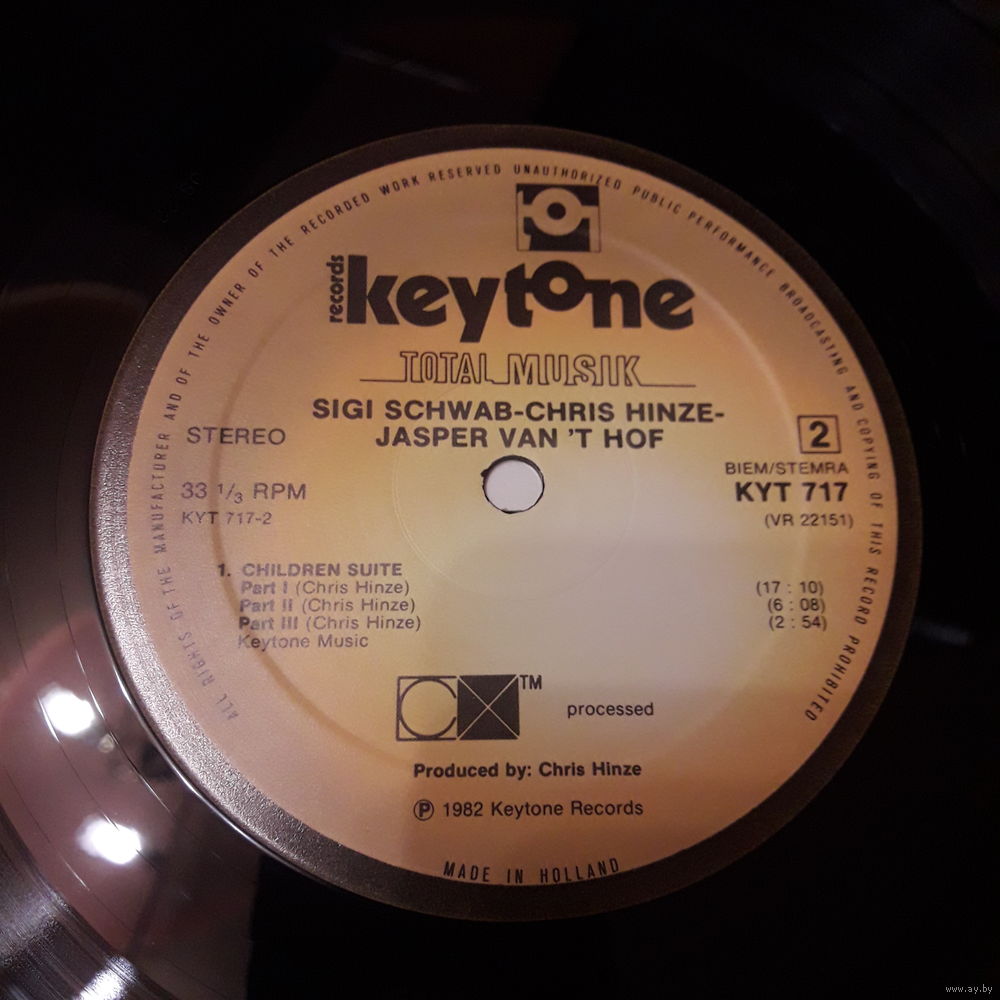 ALL RIGHTS OF THE MANUFACTURER AND OF THE OWNER OF THE RECORDED WORK RESERVED UNAUTHORIZED PUBLIC PERFORMANCE BROADCASTING AND COPYING OF THIS RECORD PROHIBITED
records
keytone
TOTAL MUSIK
SIGI SCHWAB-CHRIS HINZE-
JASPER VAN 'T HOF
STEREO
2
BIEM/STEMRA
33 1/3 RPM
KYT 717
KYT 717-2
(VR 22151)
1. CHILDREN SUITE
Part I (Chris Hinze) (17 : 10)
Part II (Chris Hinze) (6 : 08)
Part III (Chris Hinze) (2 : 54)
Keytone Music
CX™ processed
Produced by: Chris Hinze
Ⓟ 1982 Keytone Records
MADE IN HOLLAND
www.ay.by